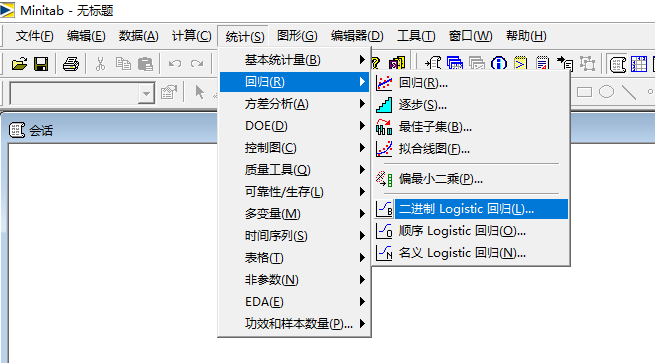 Minitab - 无标题
文件(F) 编辑(E) 数据(A) 计算(C) 统计(S) 图形(G) 编辑器(D) 工具(T) 窗口(W) 帮助(H)
基本统计量(B)
回归(R)
方差分析(A)
DOE(D)
控制图(C)
质量工具(Q)
可靠性/生存(L)
多变量(M)
时间序列(S)
表格(T)
非参数(N)
EDA(E)
功效和样本数量(P)...
回归(R)...
逐步(S)...
最佳子集(B)...
拟合线图(F)...
偏最小二乘(P)...
二进制 Logistic 回归(L)...
顺序 Logistic 回归(O)...
名义 Logistic 回归(N)...
会话